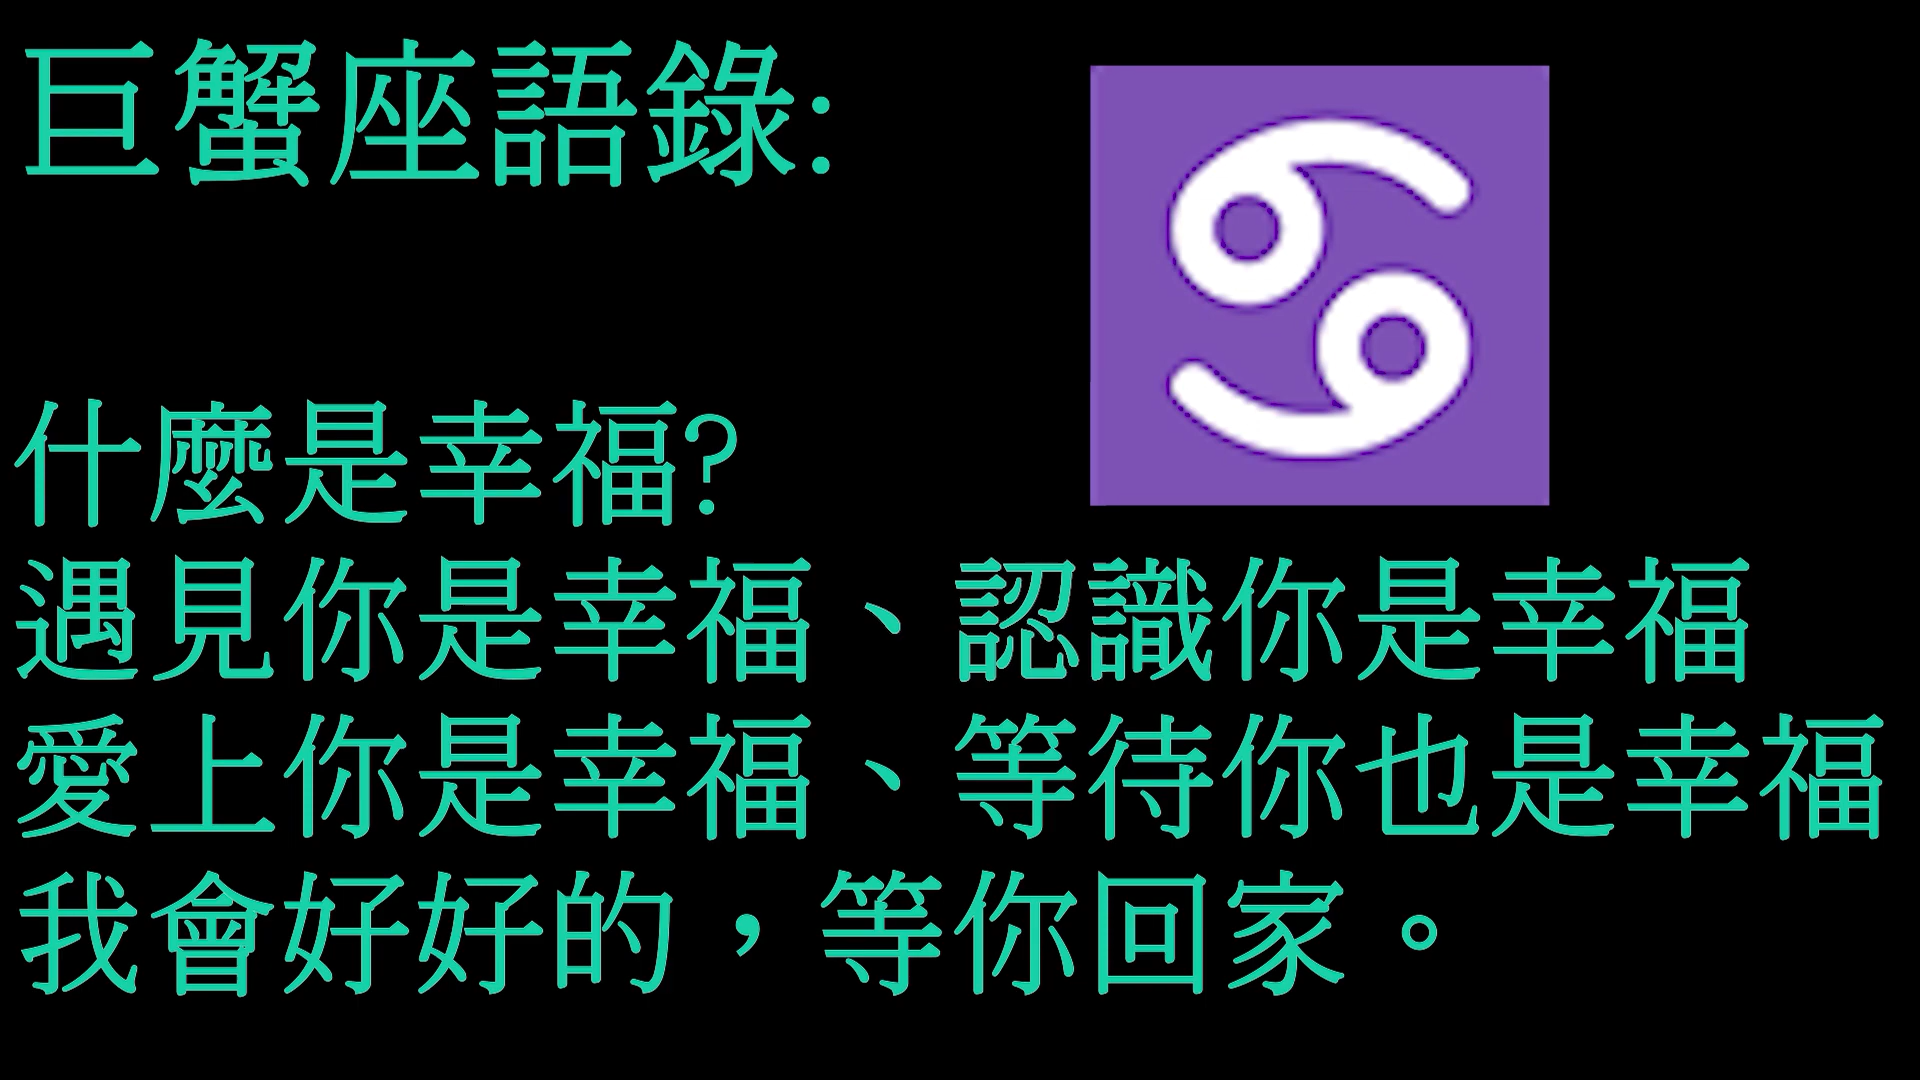 巨蟹座語錄:
什麼是幸福?
遇見你是幸福、認識你是幸福
愛上你是幸福、等待你也是幸福
我會好好的，等你回家。